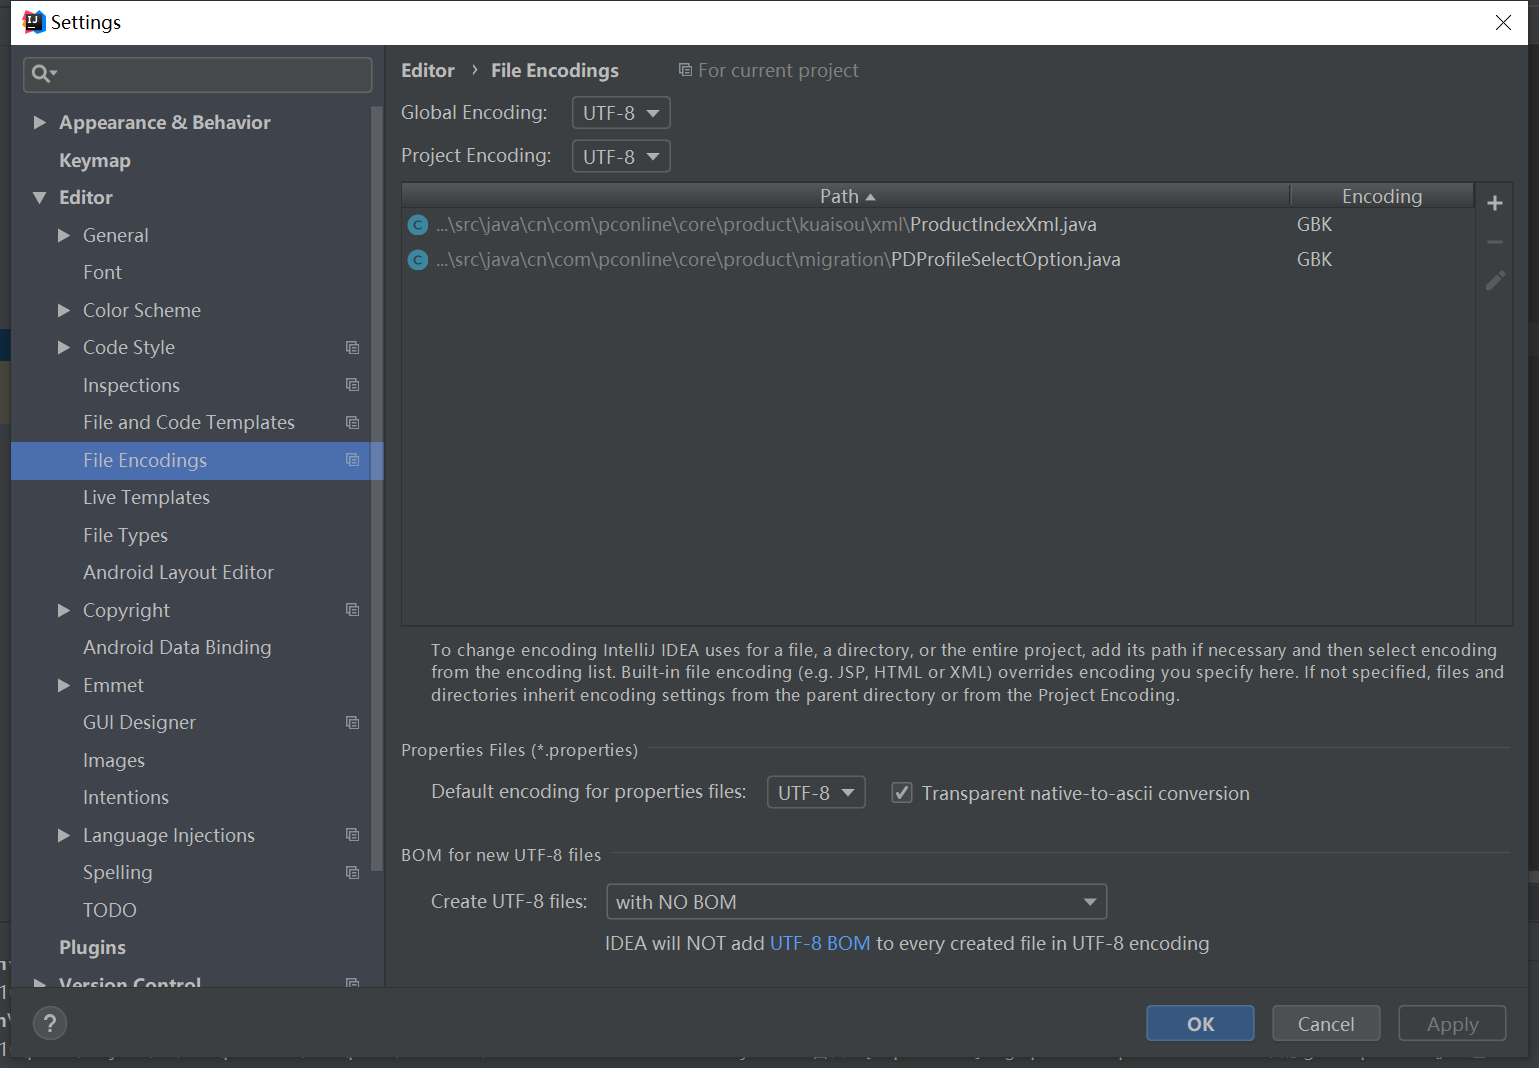 Settings
Editor › File Encodings For current project
Appearance & Behavior
Keymap
Editor
General
Font
Color Scheme
Code Style
Inspections
File and Code Templates
File Encodings
Live Templates
File Types
Android Layout Editor
Copyright
Android Data Binding
Emmet
GUI Designer
Images
Intentions
Language Injections
Spelling
TODO
Plugins
Version Control
Global Encoding: UTF-8
Project Encoding: UTF-8
Path Encoding
...\src\java\cn\com\pconline\core\product\kuaisou\xml\ProductIndexXml.java GBK
...\src\java\cn\com\pconline\core\product\migration\PDProfileSelectOption.java GBK
To change encoding IntelliJ IDEA uses for a file, a directory, or the entire project, add its path if necessary and then select encoding
from the encoding list. Built-in file encoding (e.g. JSP, HTML or XML) overrides encoding you specify here. If not specified, files and
directories inherit encoding settings from the parent directory or from the Project Encoding.
Properties Files (*.properties)
Default encoding for properties files: UTF-8 Transparent native-to-ascii conversion
BOM for new UTF-8 files
Create UTF-8 files: with NO BOM
IDEA will NOT add UTF-8 BOM to every created file in UTF-8 encoding
? OK Cancel Apply